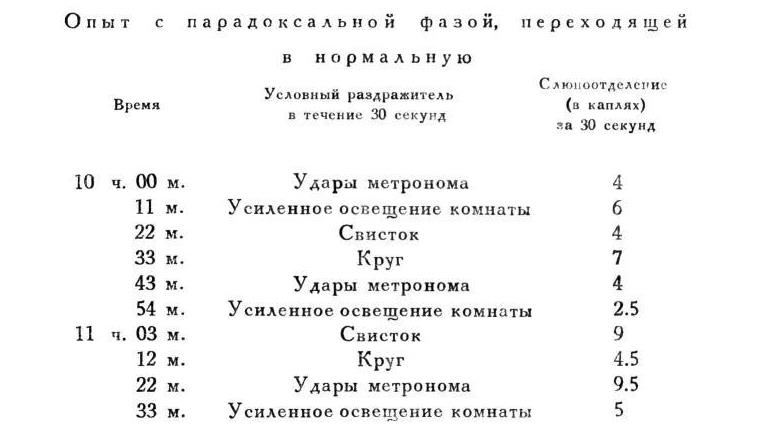 Опыт с парадоксальной фазой, переходящей
в нормальную
Время Условный раздражитель в течение 30 секунд Слюноотделение (в каплях) за 30 секунд
10 ч. 00 м. Удары метронома 4
11 м. Усиленное освещение комнаты 6
22 м. Свисток 4
33 м. Круг 7
43 м. Удары метронома 4
54 м. Усиленное освещение комнаты 2.5
11 ч. 03 м. Свисток 9
12 м. Круг 4.5
22 м. Удары метронома 9.5
33 м. Усиленное освещение комнаты 5